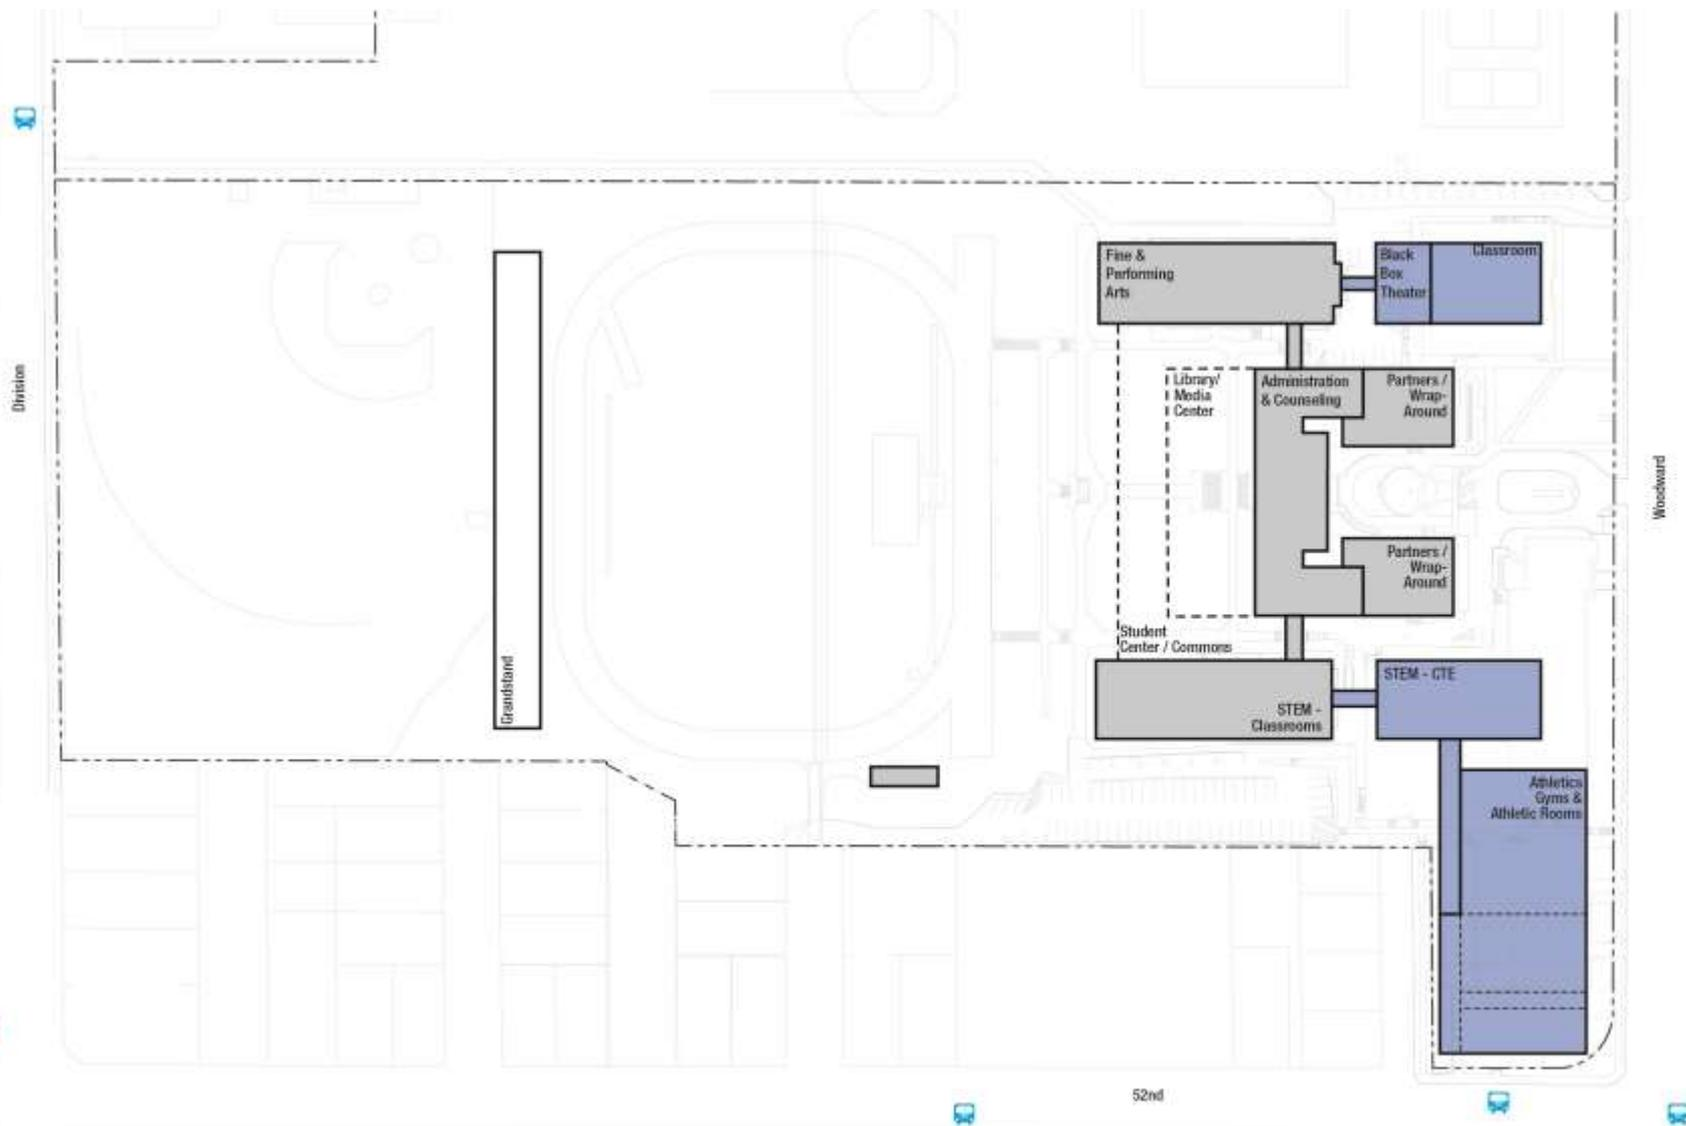 Fine &
Performing
Arts
Black
Box
Theater
Classroom
Library/
Media
Center
Administration
& Counseling
Partners /
Wrap-
Around
Division
Woodward
Partners /
Wrap-
Around
Student
Center / Commons
Grandstand
STEM -
Classrooms
STEM - CTE
Athletics
Gyms &
Athletic Rooms
52nd